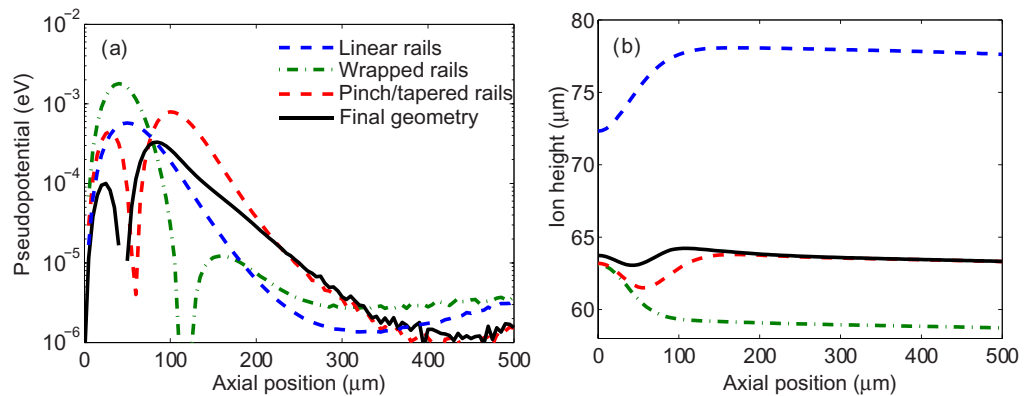 (a)
Linear rails
Wrapped rails
Pinch/tapered rails
Final geometry
Pseudopotential (eV)
10⁻²
10⁻³
10⁻⁴
10⁻⁵
10⁻⁶
0 100 200 300 400 500
Axial position (μm)
(b)
Ion height (μm)
80
75
70
65
60
0 100 200 300 400 500
Axial position (μm)